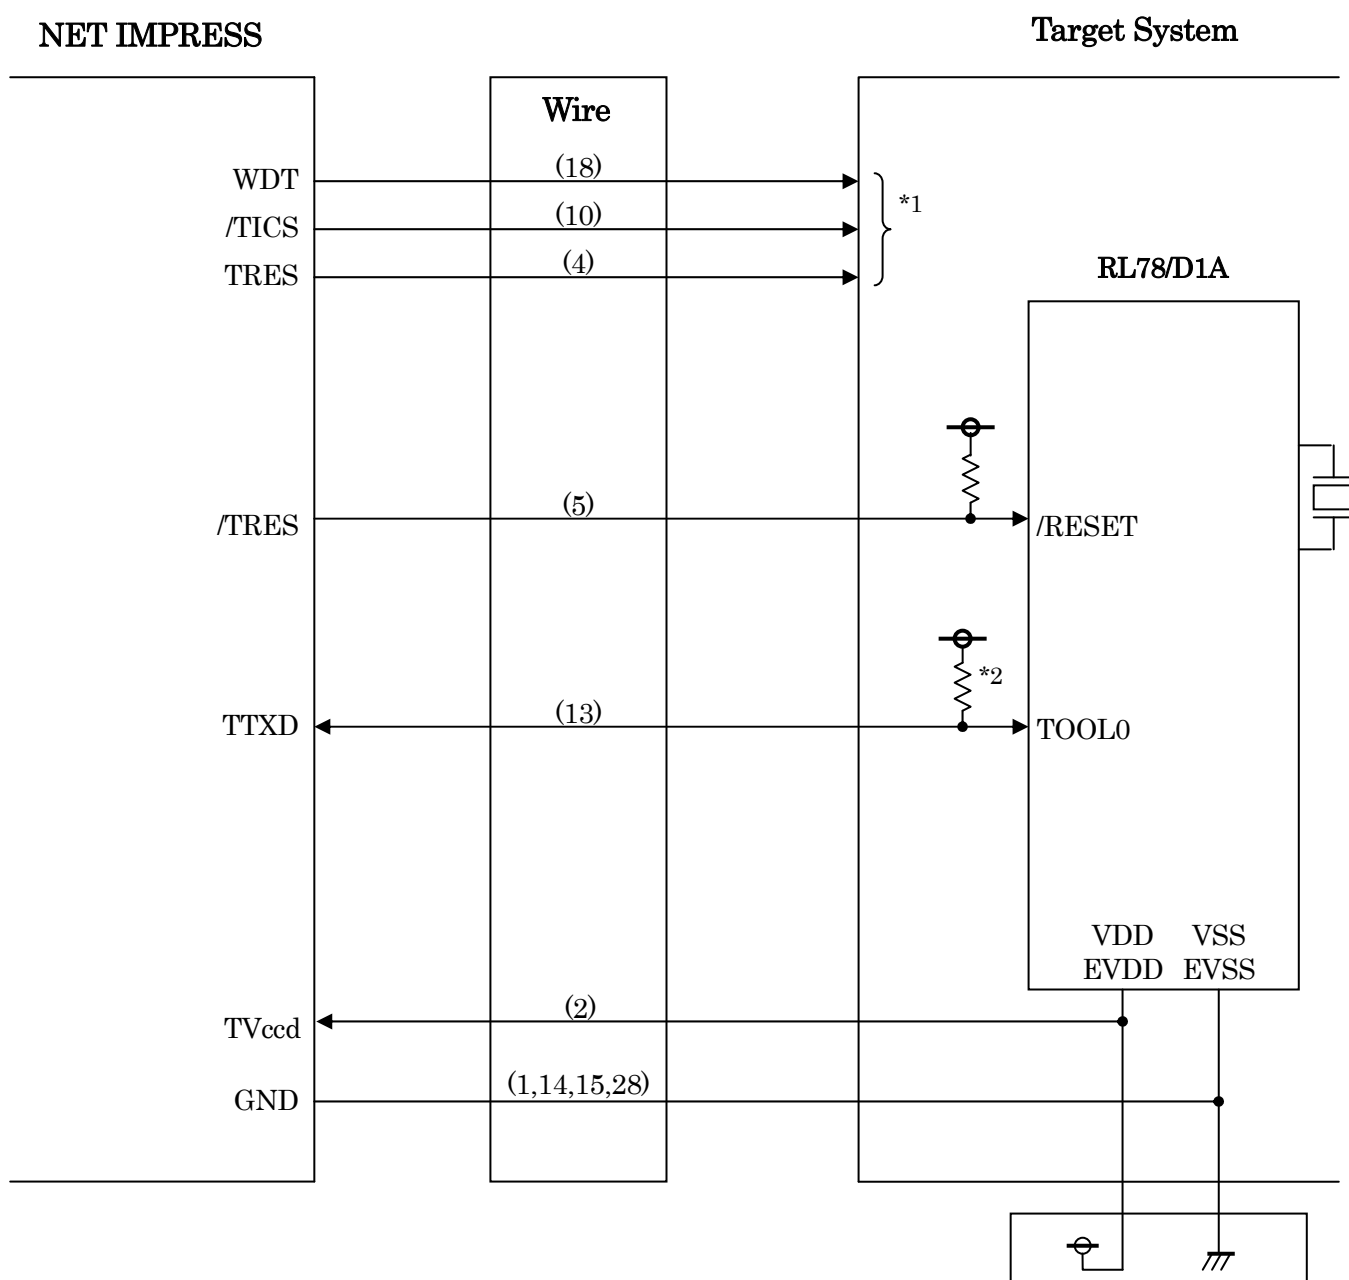 NET IMPRESS
Target System
Wire
WDT
(18)
*1
/TICS
(10)
TRES
(4)
RL78/D1A
/TRES
(5)
/RESET
*2
TTXD
(13)
TOOL0
VDD VSS
EVDD EVSS
TVccd
(2)
GND
(1,14,15,28)